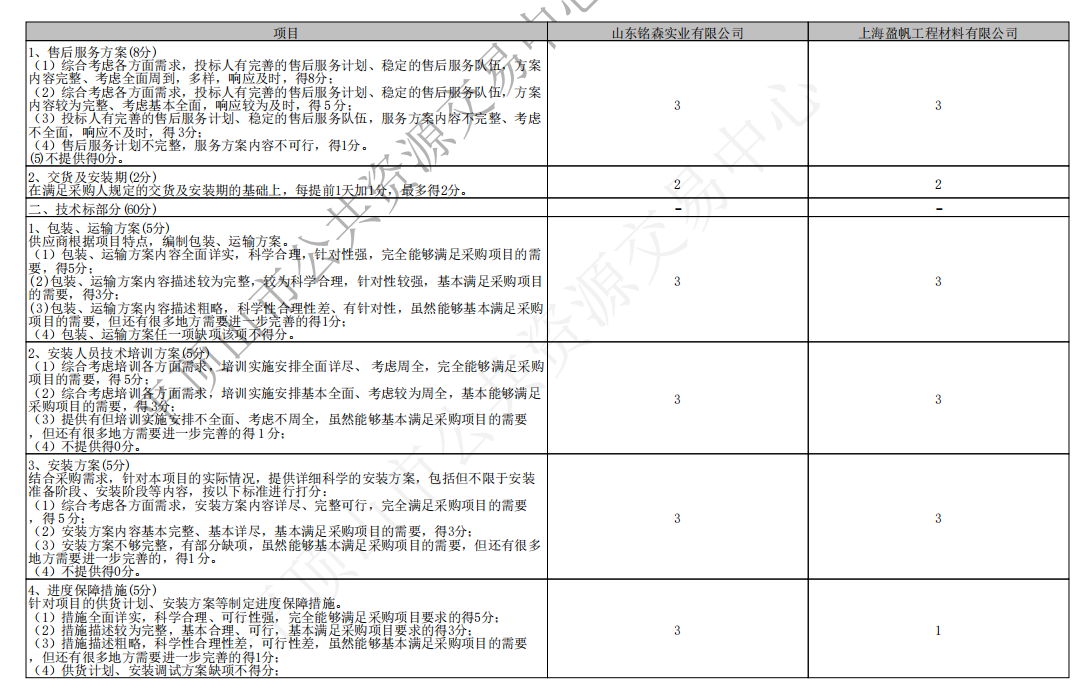 项目 山东铭森实业有限公司 上海盈帆工程材料有限公司
1、售后服务方案(8分)
（1）综合考虑各方面需求，投标人有完善的售后服务计划、稳定的售后服务队伍，方案
内容完整、考虑全面周到，多样，响应及时，得8分；
（2）综合考虑各方面需求，投标人有完善的售后服务计划、稳定的售后服务队伍，方案
内容较为完整、考虑基本全面，响应较为及时，得 5 分；
（3）投标人有完善的售后服务计划、稳定的售后服务队伍，服务方案内容不完整、考虑
不全面，响应不及时，得 3分；
（4）售后服务计划不完整，服务方案内容不可行，得1分。
(5)不提供得0分。
3 3
2、交货及安装期(2分)
在满足采购人规定的交货及安装期的基础上，每提前1天加1分，最多得2分。
2 2
二、技术标部分(60分) - -
1、包装、运输方案(5分)
供应商根据项目特点，编制包装、运输方案。
（1）包装、运输方案内容全面详实，科学合理，针对性强，完全能够满足采购项目的需
要，得5分；
(2)包装、运输方案内容描述较为完整，较为科学合理，针对性较强，基本满足采购项目
的需要，得3分；
(3)包装、运输方案内容描述粗略，科学性合理性差、有针对性，虽然能够基本满足采购
项目的需要，但还有很多地方需要进一步完善的得1分；
（4）包装、运输方案任一项缺项该项不得分。
3 3
2、安装人员技术培训方案(5分)
（1）综合考虑培训各方面需求，培训实施安排全面详尽、 考虑周全，完全能够满足采购
项目的需要，得 5分；
（2）综合考虑培训各方面需求，培训实施安排基本全面、考虑较为周全，基本能够满足
采购项目的需要，得 3分；
（3）提供有但培训实施安排不全面、考虑不周全，虽然能够基本满足采购项目的需要
，但还有很多地方需要进一步完善的得 1 分；
（4）不提供得0分。
3 3
3、安装方案(5分)
结合采购需求，针对本项目的实际情况，提供详细科学的安装方案，包括但不限于安装
准备阶段、安装阶段等内容，按以下标准进行打分：
（1）综合考虑各方面需求，安装方案内容详尽、完整可行，完全满足采购项目的需要
，得 5 分；
（2）安装方案内容基本完整、基本详尽，基本满足采购项目的需要，得3分；
（3）安装方案不够完整，有部分缺项，虽然能够基本满足采购项目的需要，但还有很多
地方需要进一步完善的，得1 分。
（4）不提供得0分。
3 3
4、进度保障措施(5分)
针对项目的供货计划、安装方案等制定进度保障措施。
（1）措施全面详实，科学合理、可行性强，完全能够满足采购项目要求的得5分；
（2）措施描述较为完整，基本合理、可行，基本满足采购项目要求的得3分；
（3）措施描述粗略，科学性合理性差，可行性差，虽然能够基本满足采购项目的需要
，但还有很多地方需要进一步完善的得1分；
（4）供货计划、安装调试方案缺项不得分；
3 1
平顶山市公共资源交易中心
顶山市公共资源交易中心